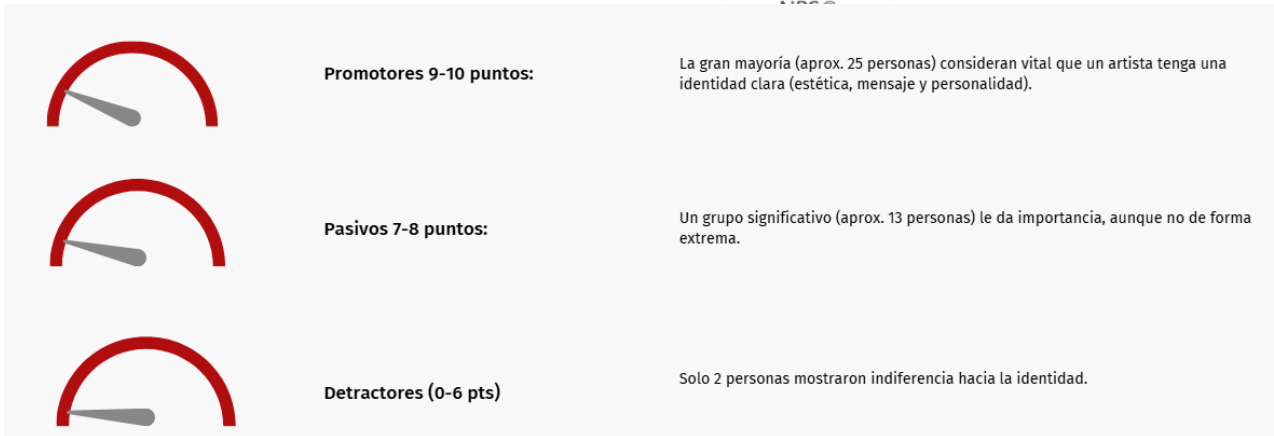 Promotores 9-10 puntos:
La gran mayoría (aprox. 25 personas) consideran vital que un artista tenga una
identidad clara (estética, mensaje y personalidad).
Pasivos 7-8 puntos:
Un grupo significativo (aprox. 13 personas) le da importancia, aunque no de forma
extrema.
Detractores (0-6 pts)
Solo 2 personas mostraron indiferencia hacia la identidad.